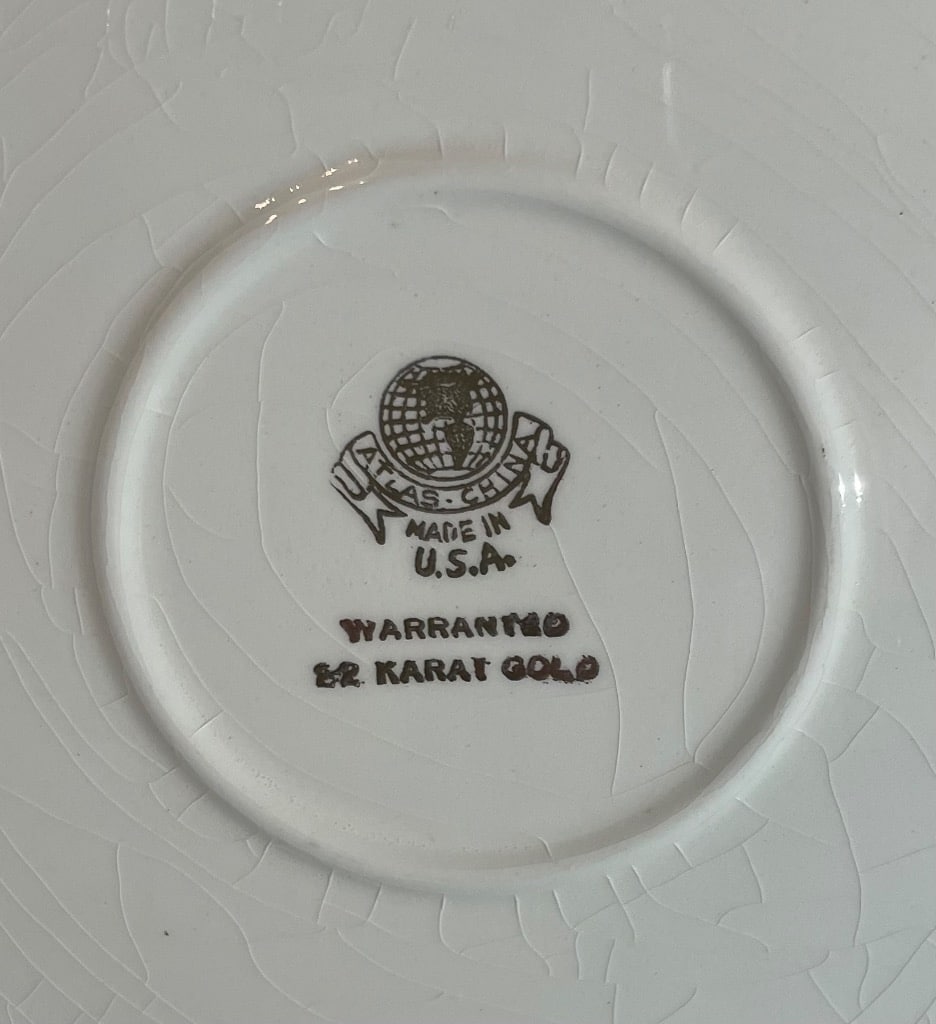 ATLAS · CHINA
MADE IN
U.S.A.
WARRANTED
22 KARAT GOLD